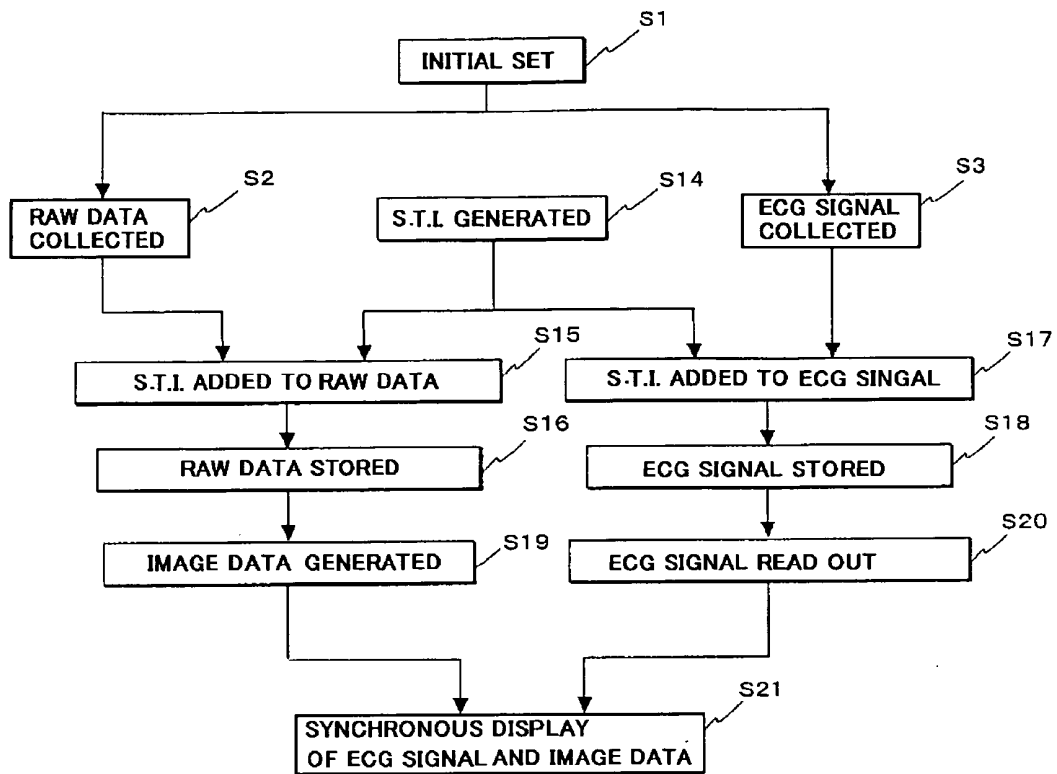 S1
INITIAL SET
S2
RAW DATA
COLLECTED
S14
S.T.I. GENERATED
S3
ECG SIGNAL
COLLECTED
S15
S.T.I. ADDED TO RAW DATA
S17
S.T.I. ADDED TO ECG SINGAL
S16
RAW DATA STORED
S18
ECG SIGNAL STORED
S19
IMAGE DATA GENERATED
S20
ECG SIGNAL READ OUT
S21
SYNCHRONOUS DISPLAY
OF ECG SIGNAL AND IMAGE DATA